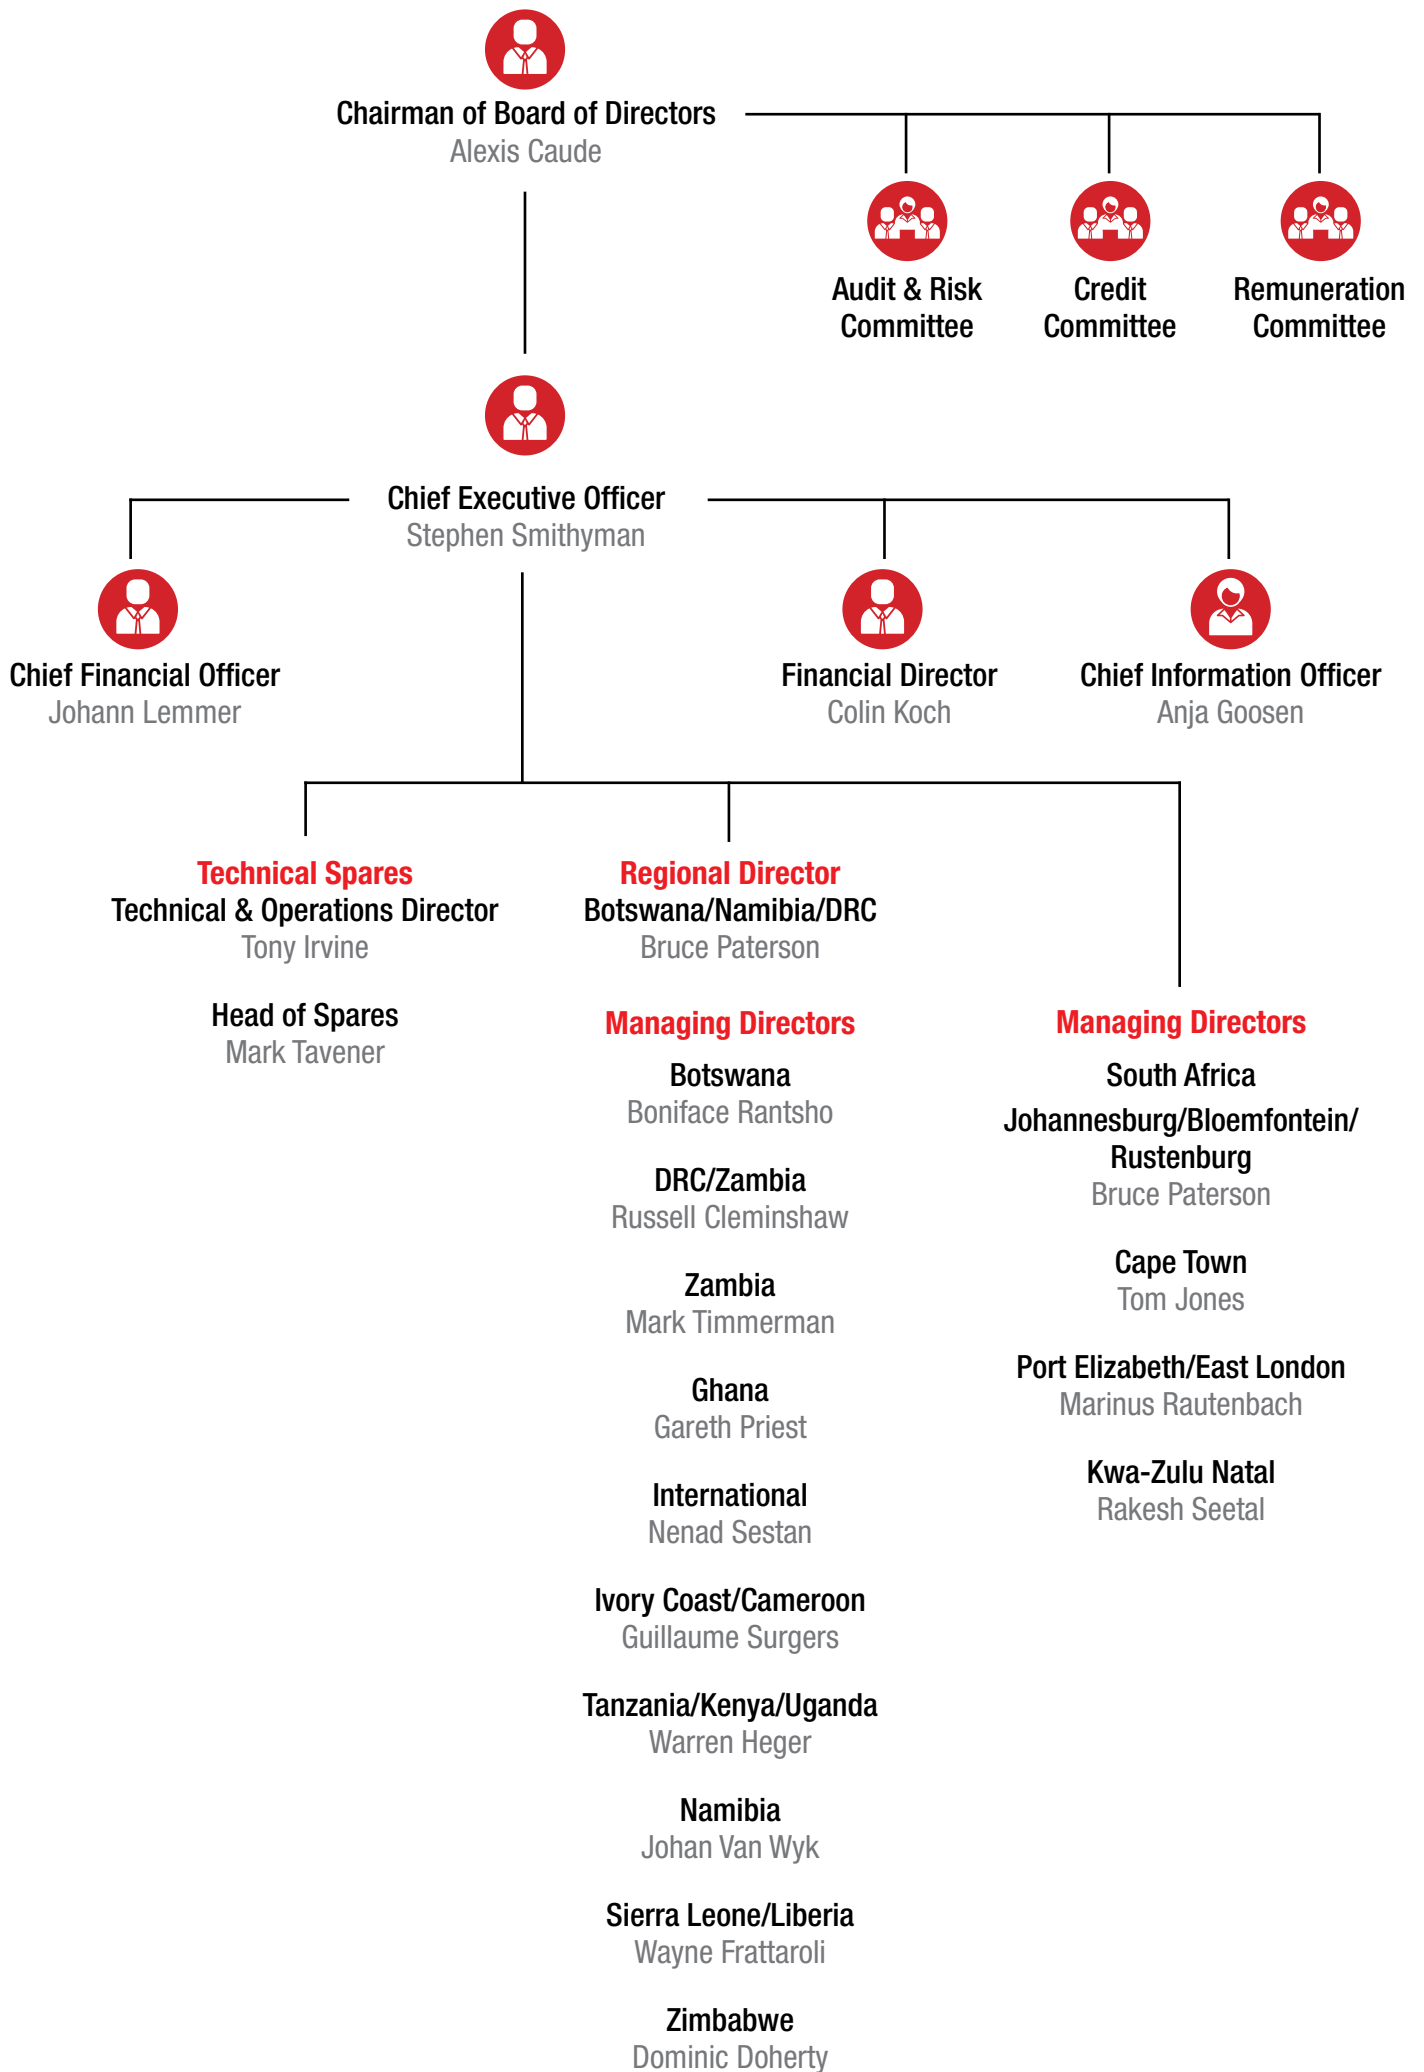 Chairman of Board of Directors
Alexis Caude
Audit & Risk
Committee
Credit
Committee
Remuneration
Committee
Chief Executive Officer
Stephen Smithyman
Chief Financial Officer
Johann Lemmer
Financial Director
Colin Koch
Chief Information Officer
Anja Goosen
Technical Spares
Technical & Operations Director
Tony Irvine
Head of Spares
Mark Tavener
Regional Director
Botswana/Namibia/DRC
Bruce Paterson
Managing Directors
Botswana
Boniface Rantsho
DRC/Zambia
Russell Cleminshaw
Zambia
Mark Timmerman
Ghana
Gareth Priest
International
Nenad Sestan
Ivory Coast/Cameroon
Guillaume Surgers
Tanzania/Kenya/Uganda
Warren Heger
Namibia
Johan Van Wyk
Sierra Leone/Liberia
Wayne Frattaroli
Zimbabwe
Dominic Doherty
Managing Directors
South Africa
Johannesburg/Bloemfontein/
Rustenburg
Bruce Paterson
Cape Town
Tom Jones
Port Elizabeth/East London
Marinus Rautenbach
Kwa-Zulu Natal
Rakesh Seetal